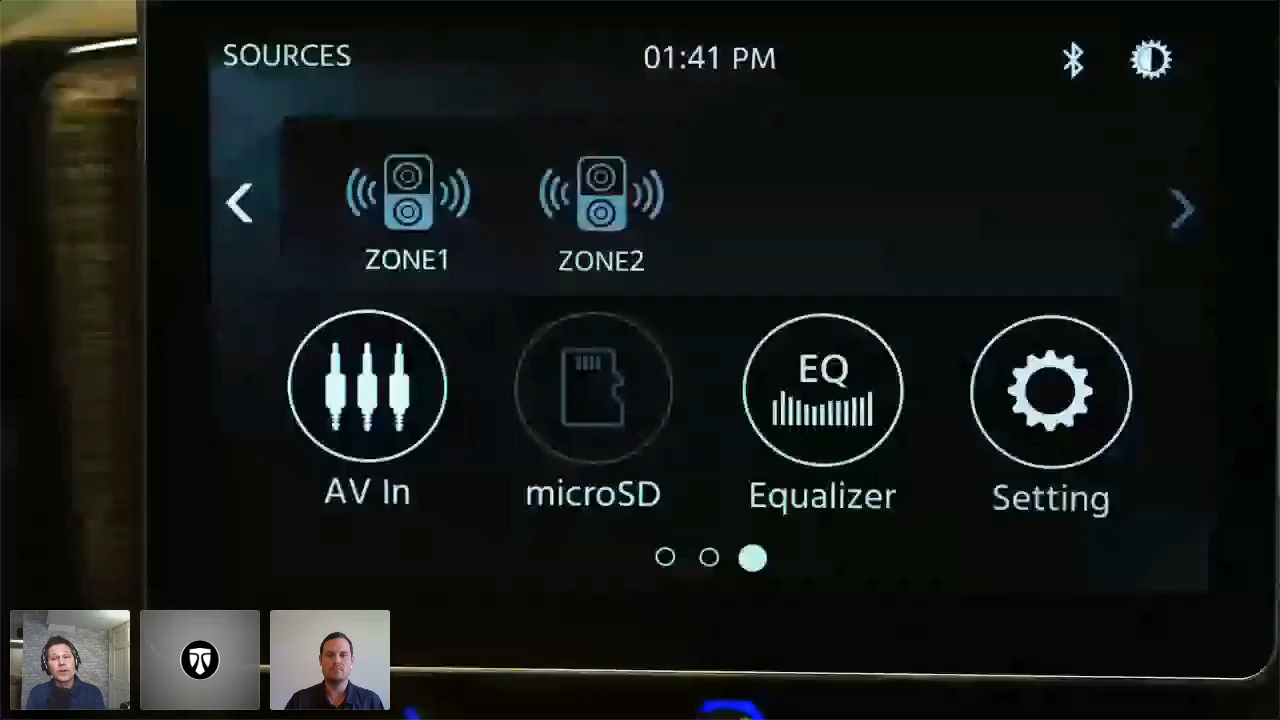 SOURCES
01:41 PM
ZONE1
ZONE2
EQ
AV In
microSD
Equalizer
Setting